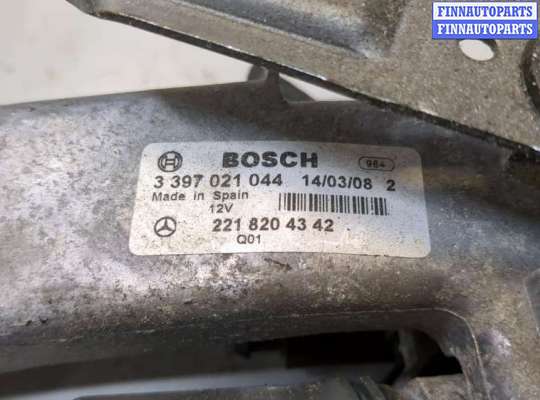 FINNAUTOPARTS
FINNAUTOPARTS
BOSCH 984
3 397 021 044 14/03/08 2
Made in Spain
12V
221 820 43 42
Q01